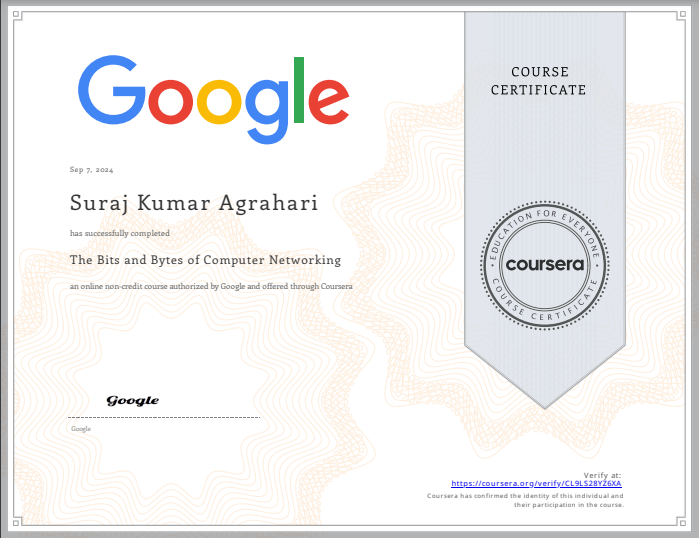 Google
COURSE
CERTIFICATE
Sep 7, 2024
Suraj Kumar Agrahari
has successfully completed
The Bits and Bytes of Computer Networking
an online non-credit course authorized by Google and offered through Coursera
EDUCATION FOR EVERYONE
coursera
COURSE CERTIFICATE
Google
Google
Verify at:
https://coursera.org/verify/CL9LS28YZ6XA
Coursera has confirmed the identity of this individual and
their participation in the course.